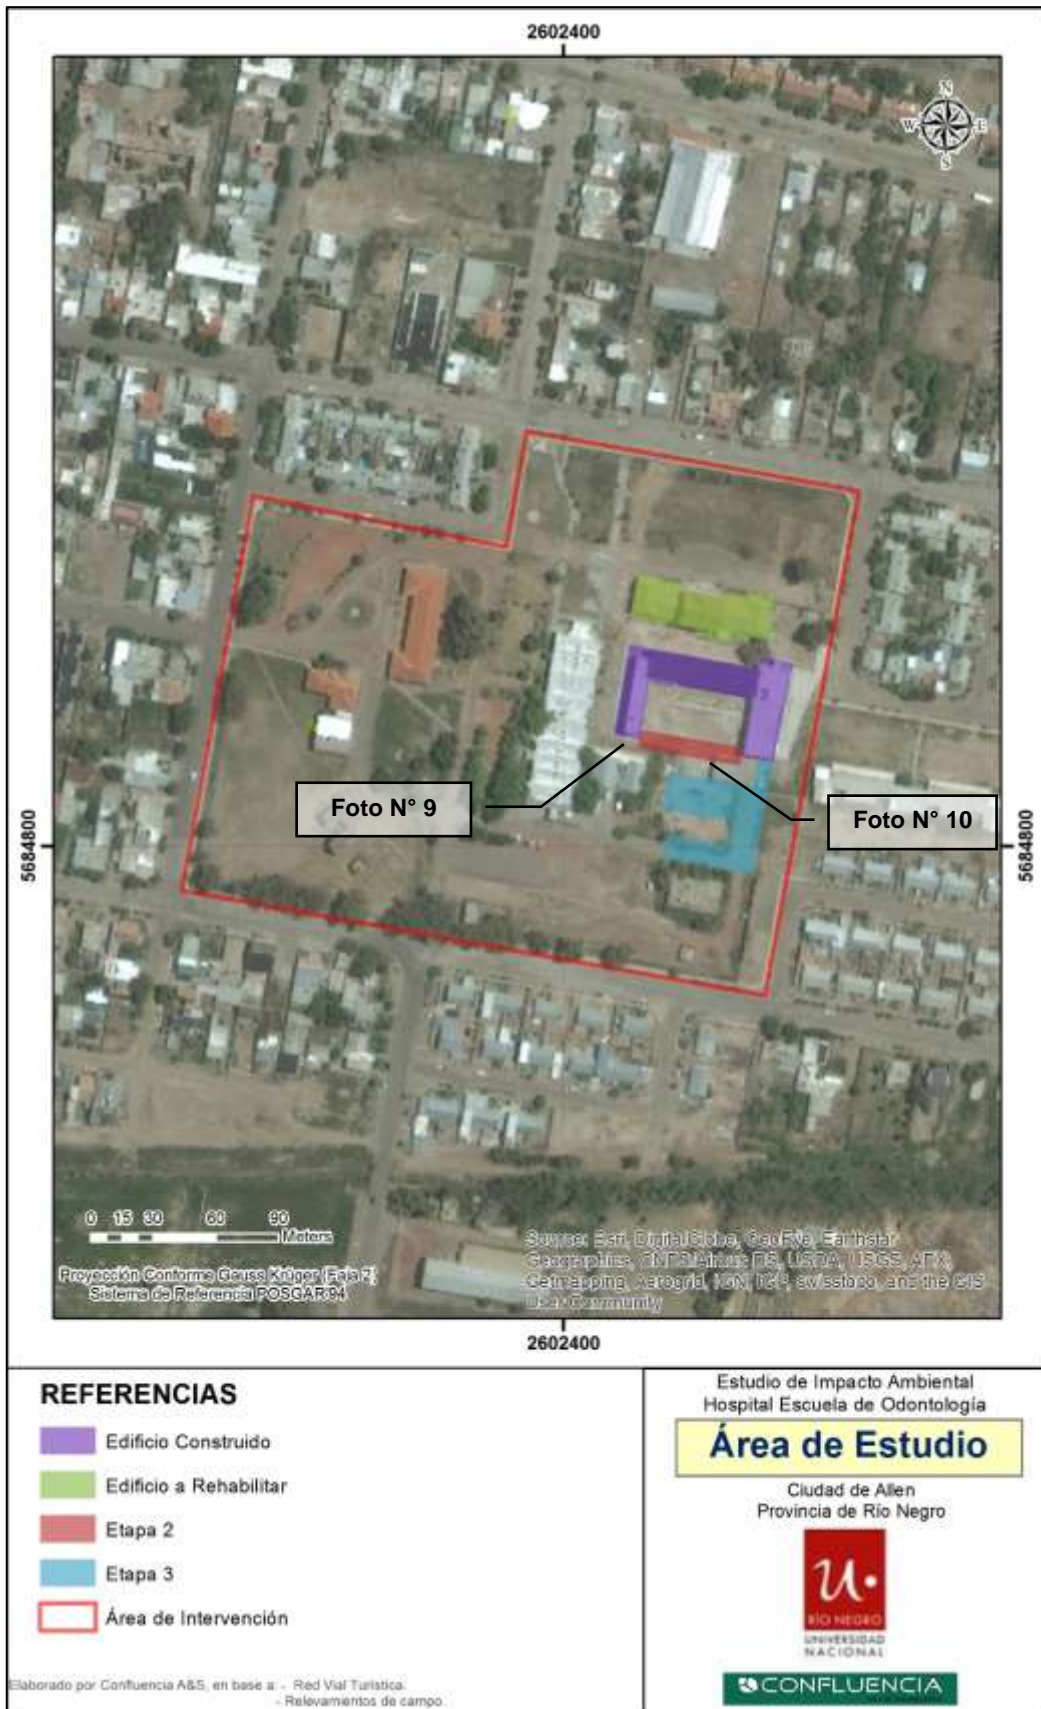 2602400
N
W E
S
5684800
5684800
Foto N° 9
Foto N° 10
0 15 30 60 90
Meters
Proyección Conforme Gauss Krüger (Faja 2)
Sistema de Referencia POSGAR 94
Source: Esri, DigitalGlobe, GeoEye, Earthstar
Geographics, CNES/Airbus DS, USDA, USGS, AEX,
Getmapping, Aerogrid, IGN, IGP, swisstopo, and the GIS
User Community
2602400
REFERENCIAS
Edificio Construido
Edificio a Rehabilitar
Etapa 2
Etapa 3
Área de Intervención
Elaborado por Confluencia A&S, en base a: - Red Vial Turística.
- Relevamientos de campo.
Estudio de Impacto Ambiental
Hospital Escuela de Odontología
Área de Estudio
Ciudad de Allen
Provincia de Río Negro
u.
RÍO NEGRO
UNIVERSIDAD
NACIONAL
CONFLUENCIA